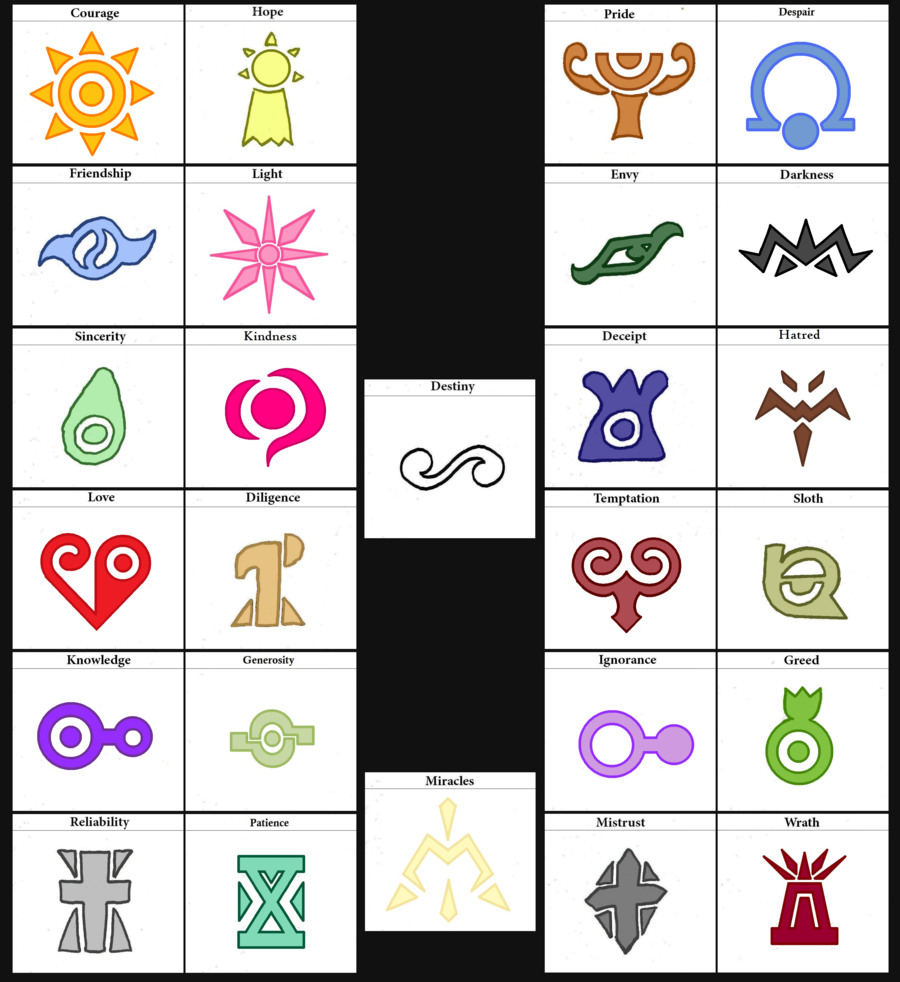 Courage
Hope
Pride
Despair
Friendship
Light
Envy
Darkness
Sincerity
Kindness
Deceipt
Hatred
Destiny
Love
Diligence
Temptation
Sloth
Knowledge
Generosity
Ignorance
Greed
Miracles
Reliability
Patience
Mistrust
Wrath